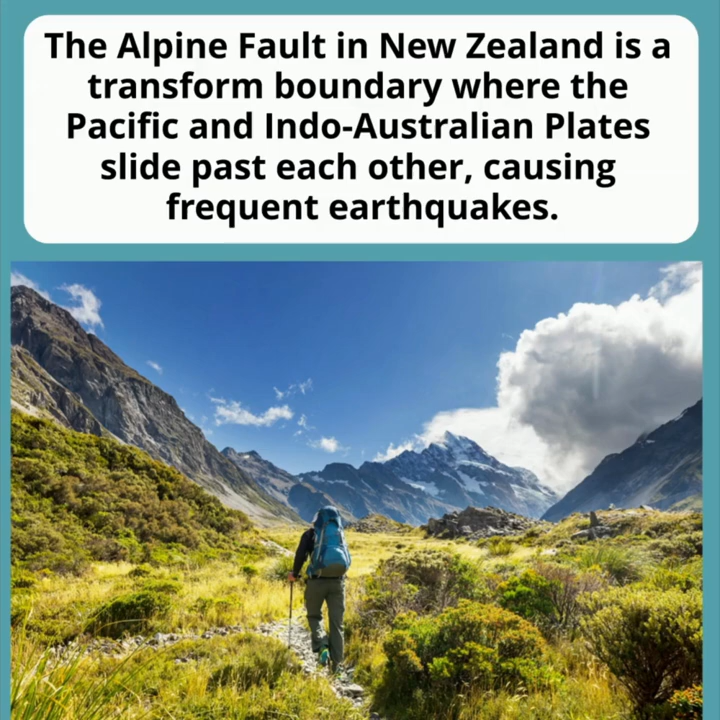 The Alpine Fault in New Zealand is a
transform boundary where the
Pacific and Indo-Australian Plates
slide past each other, causing
frequent earthquakes.